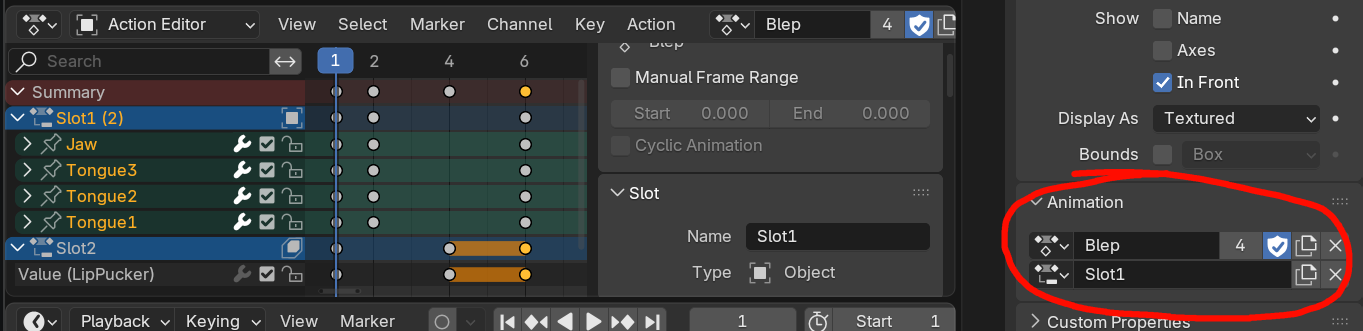 Action Editor View Select Marker Channel Key Action Blep 4
Search 1 2 4 6
Summary
Slot1 (2)
Jaw
Tongue3
Tongue2
Tongue1
Slot2
Value (LipPucker)
Blep
Manual Frame Range
Start 0.000 End 0.000
Cyclic Animation
Slot
Name Slot1
Type Object
Playback Keying View Marker 1 Start 1
Show Name
Axes
In Front
Display As Textured
Bounds Box
Animation
Blep 4
Slot1
Custom Properties